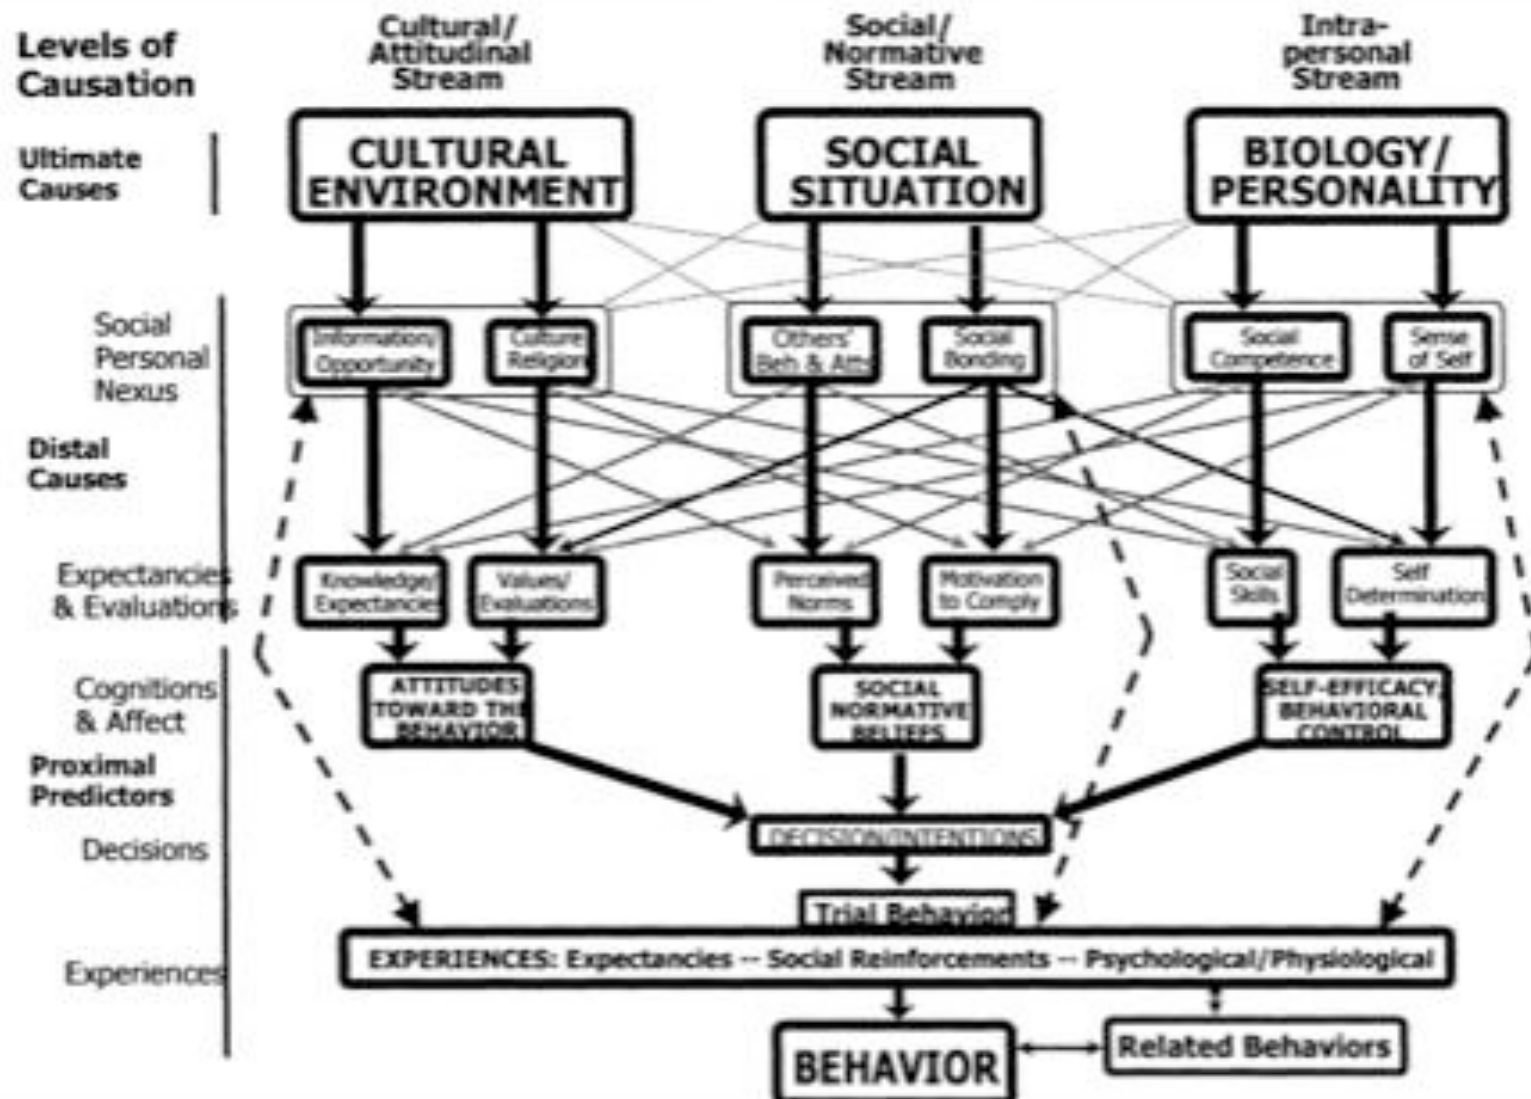 Levels of
Causation
Cultural/
Attitudinal
Stream
Social/
Normative
Stream
Intra-
personal
Stream
Ultimate
Causes
CULTURAL
ENVIRONMENT
SOCIAL
SITUATION
BIOLOGY/
PERSONALITY
Social
Personal
Nexus
Information/
Opportunity
Culture
Religion
Others'
Beh & Atts
Social
Bonding
Social
Competence
Sense
of Self
Distal
Causes
Expectancies
& Evaluations
Knowledge/
Expectancies
Values/
Evaluations
Perceived
Norms
Motivation
to Comply
Social
Skills
Self
Determination
Cognitions
& Affect
ATTITUDES
TOWARD THE
BEHAVIOR
SOCIAL
NORMATIVE
BELIEFS
SELF-EFFICACY
BEHAVIORAL
CONTROL
Proximal
Predictors
Decisions
DECISION/INTENTIONS
Trial Behavior
Experiences
EXPERIENCES: Expectancies -- Social Reinforcements -- Psychological/Physiological
BEHAVIOR
Related Behaviors